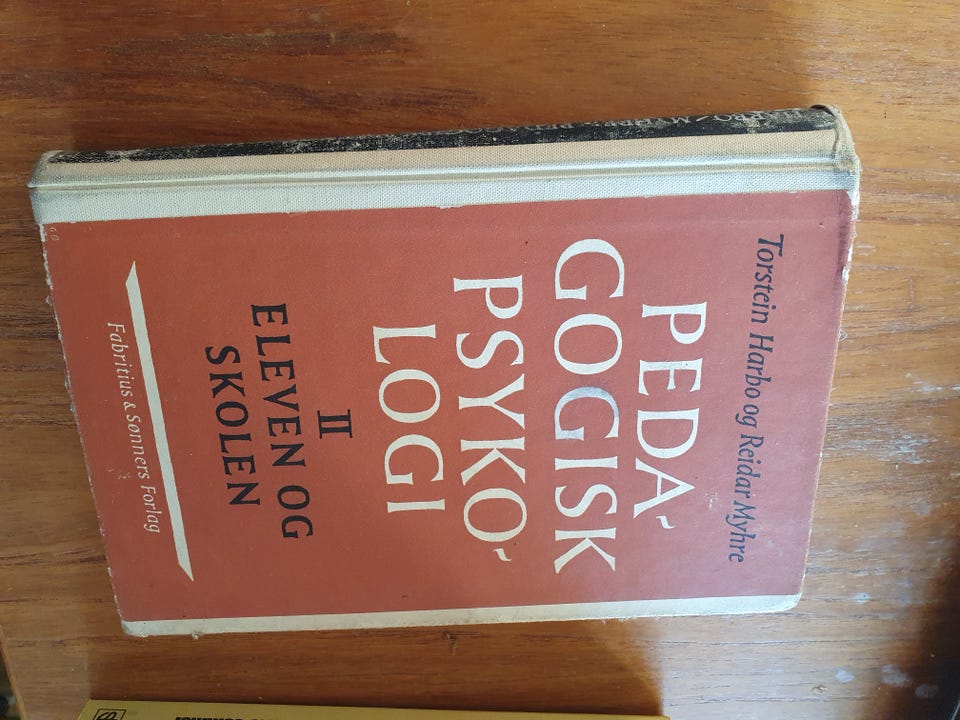 Torstein Harbo og Reidar Myhre
PEDA-
GOGISK
PSYKO-
LOGI
II
ELEVEN OG
SKOLEN
Fabritius & Sønners Forlag